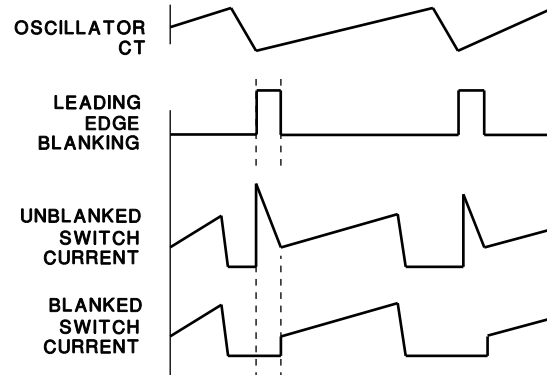 OSCILLATOR
CT
LEADING
EDGE
BLANKING
UNBLANKED
SWITCH
CURRENT
BLANKED
SWITCH
CURRENT